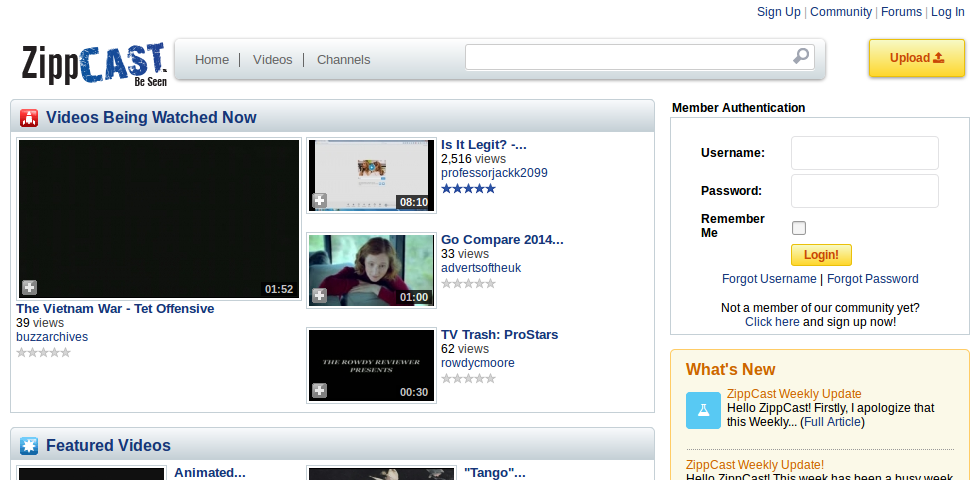 Sign Up | Community | Forums | Log In
ZippCAST.
Be Seen
Home | Videos | Channels
Upload
Videos Being Watched Now
01:52
The Vietnam War - Tet Offensive
39 views
buzzarchives
08:10
Is It Legit? -...
2,516 views
professorjackk2099
01:00
Go Compare 2014...
33 views
advertsoftheuk
THE ROWDY REVIEWER
PRESENTS
00:30
TV Trash: ProStars
62 views
rowdycmoore
Featured Videos
Animated...
"Tango"...
Member Authentication
Username:
Password:
Remember
Me
Login!
Forgot Username | Forgot Password
Not a member of our community yet?
Click here and sign up now!
What's New
ZippCast Weekly Update
Hello ZippCast! Firstly, I apologize that
this Weekly... (Full Article)
ZippCast Weekly Update!
Hello ZippCast! This week has been a busy week